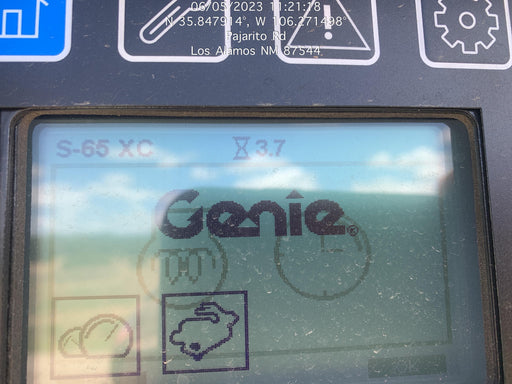 06/05/2023 11:21:18
N 35.847914°, W 106.271498°
Pajarito Rd
Los Alamos NM 87544
S-65 XC 3.7
Genie®